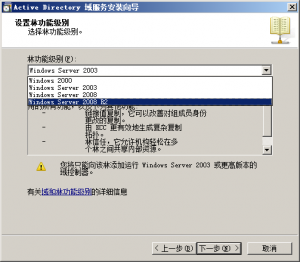 Active Directory 域服务安装向导
设置林功能级别
选择林功能级别。
林功能级别(F):
Windows Server 2003
Windows 2000
Windows Server 2003
Windows Server 2008
Windows Server 2008 R2
- 链接值复制，它可以改善对组成员身份
更改的复制。
- 由 KCC 更有效地生成复杂复制
拓扑。
- 林信任，它允许机构轻松在多
个林之间共享内部资源。
您将只能向该林添加运行 Windows Server 2003 或更高版本的
域控制器。
有关域和林功能级别的详细信息
< 上一步(B)
下一步(N) >
取消